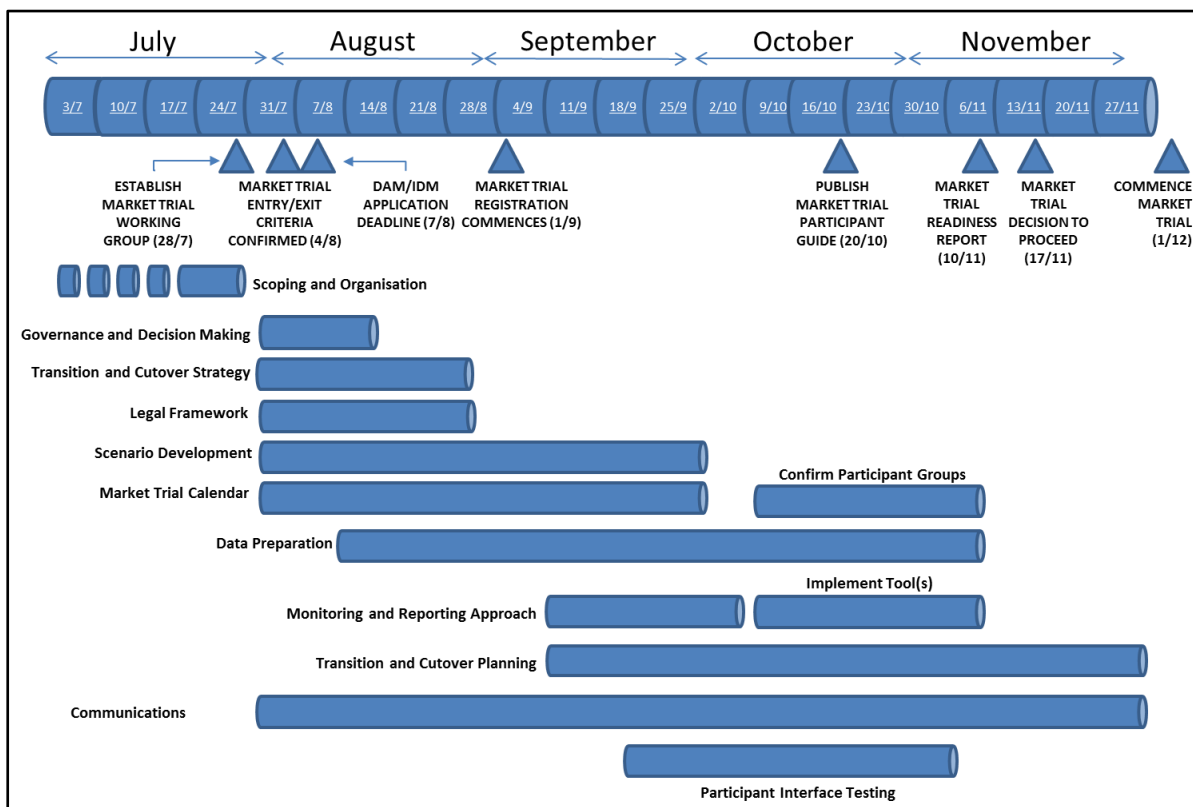 July August September October November
3/7 10/7 17/7 24/7 31/7 7/8 14/8 21/8 28/8 4/9 11/9 18/9 25/9 2/10 9/10 16/10 23/10 30/10 6/11 13/11 20/11 27/11
ESTABLISH
MARKET TRIAL
WORKING
GROUP (28/7)
MARKET TRIAL
ENTRY/EXIT
CRITERIA
CONFIRMED (4/8)
DAM/IDM
APPLICATION
DEADLINE (7/8)
MARKET TRIAL
REGISTRATION
COMMENCES (1/9)
PUBLISH
MARKET TRIAL
PARTICIPANT
GUIDE (20/10)
MARKET
TRIAL
READINESS
REPORT
(10/11)
MARKET
TRIAL
DECISION TO
PROCEED
(17/11)
COMMENCE
MARKET
TRIAL
(1/12)
Scoping and Organisation
Governance and Decision Making
Transition and Cutover Strategy
Legal Framework
Scenario Development
Market Trial Calendar
Confirm Participant Groups
Data Preparation
Implement Tool(s)
Monitoring and Reporting Approach
Transition and Cutover Planning
Communications
Participant Interface Testing